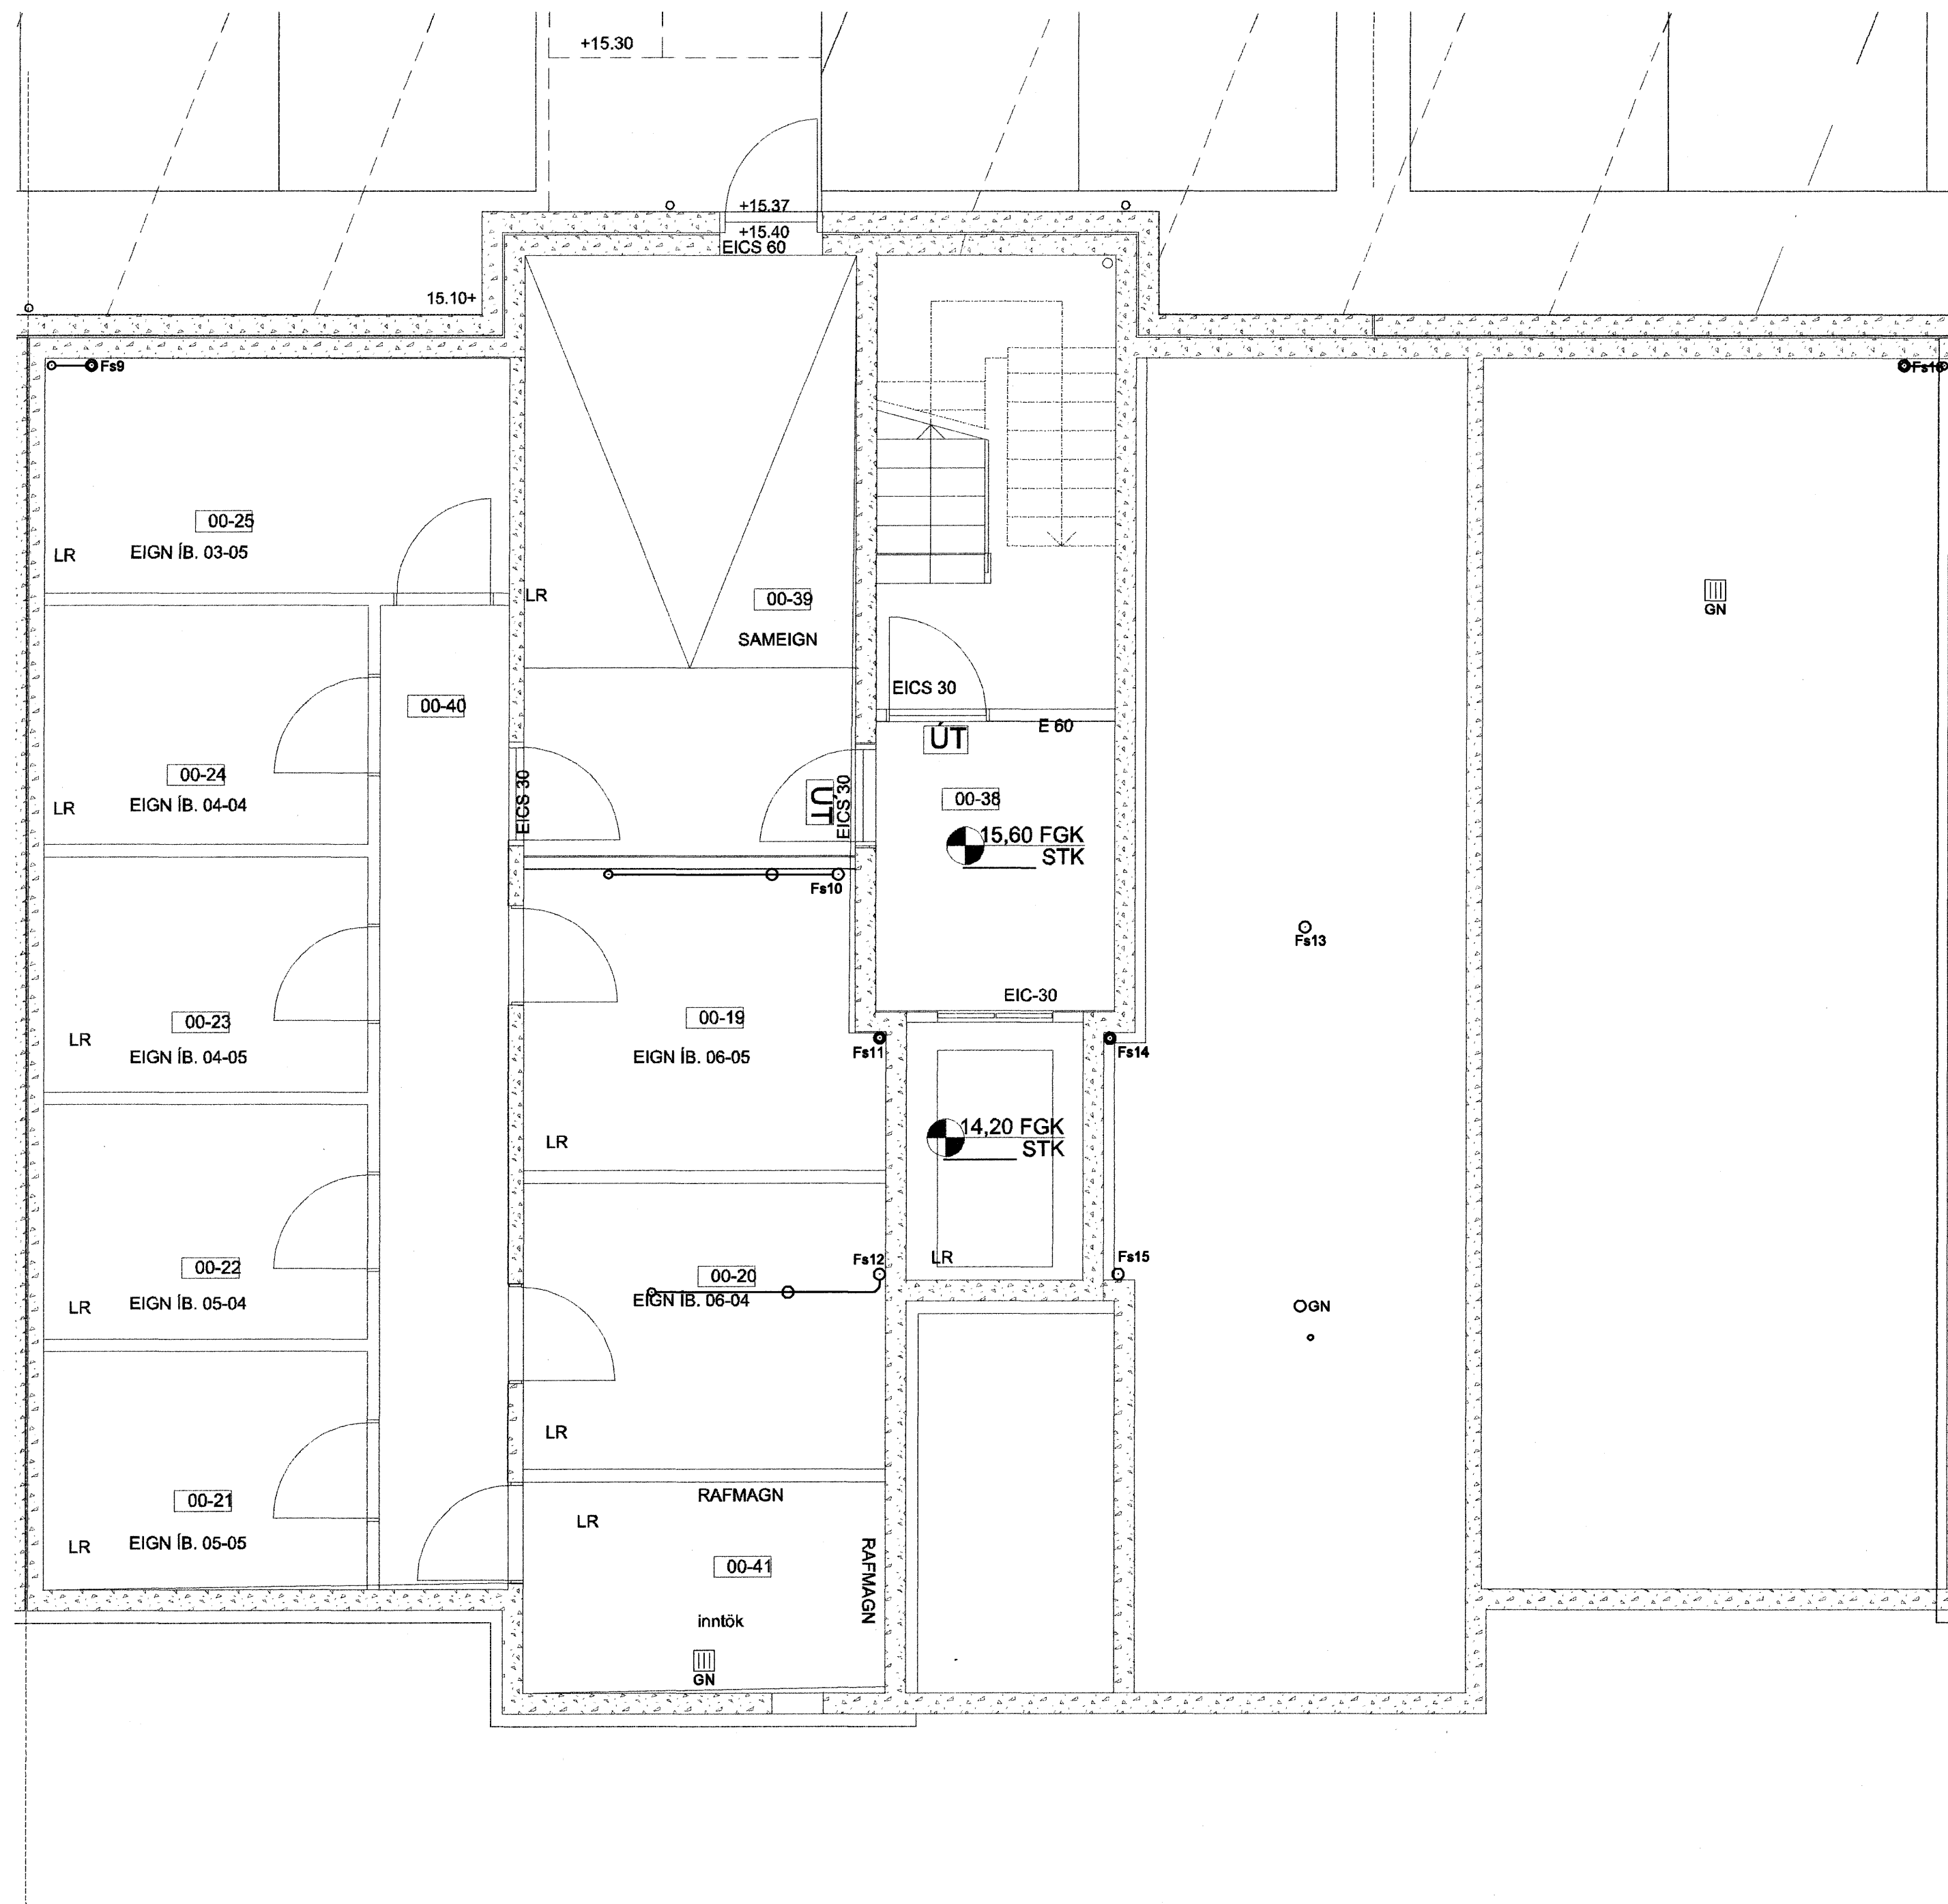 +15.30
+15.37
+15.40
EICS 60
15.10+
Fs9
Fs16
00-25
EIGN ÍB. 03-05
LR
LR
00-39
SAMEIGN
GN
EICS 30
ÚT
E 60
00-40
00-24
EIGN ÍB. 04-04
LR
EICS 30
ÚT
EICS 30
00-38
15,60 FGK
STK
Fs10
Fs13
EIC-30
00-19
EIGN ÍB. 06-05
00-23
EIGN ÍB. 04-05
LR
Fs11
Fs14
14,20 FGK
STK
LR
Fs12
LR
Fs15
00-20
EIGN ÍB. 06-04
00-22
EIGN ÍB. 05-04
LR
GN
LR
RAFMAGN
LR
00-21
EIGN ÍB. 05-05
LR
00-41
RAFMAGN
inntök
GN